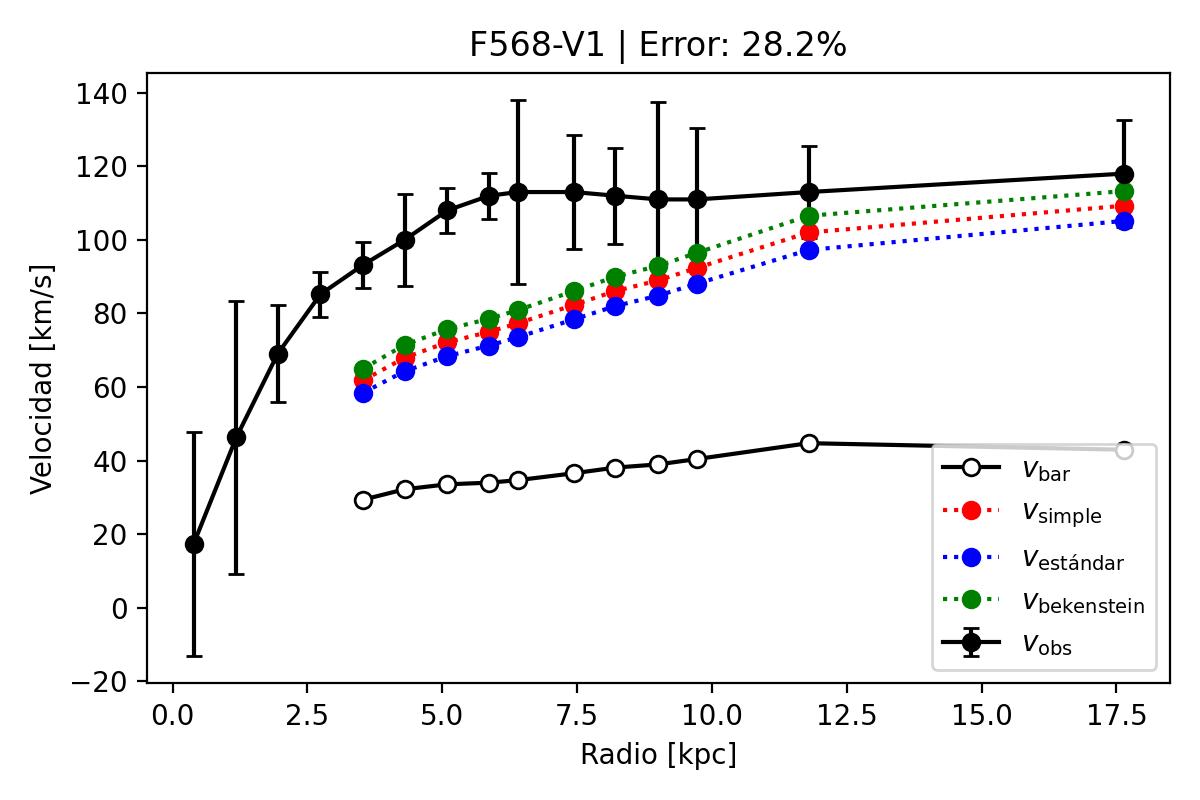 F568-V1 | Error: 28.2%
Velocidad [km/s]
140
120
100
80
60
40
20
0
−20
0.0 2.5 5.0 7.5 10.0 12.5 15.0 17.5
Radio [kpc]
v_bar
v_simple
v_estándar
v_bekenstein
v_obs